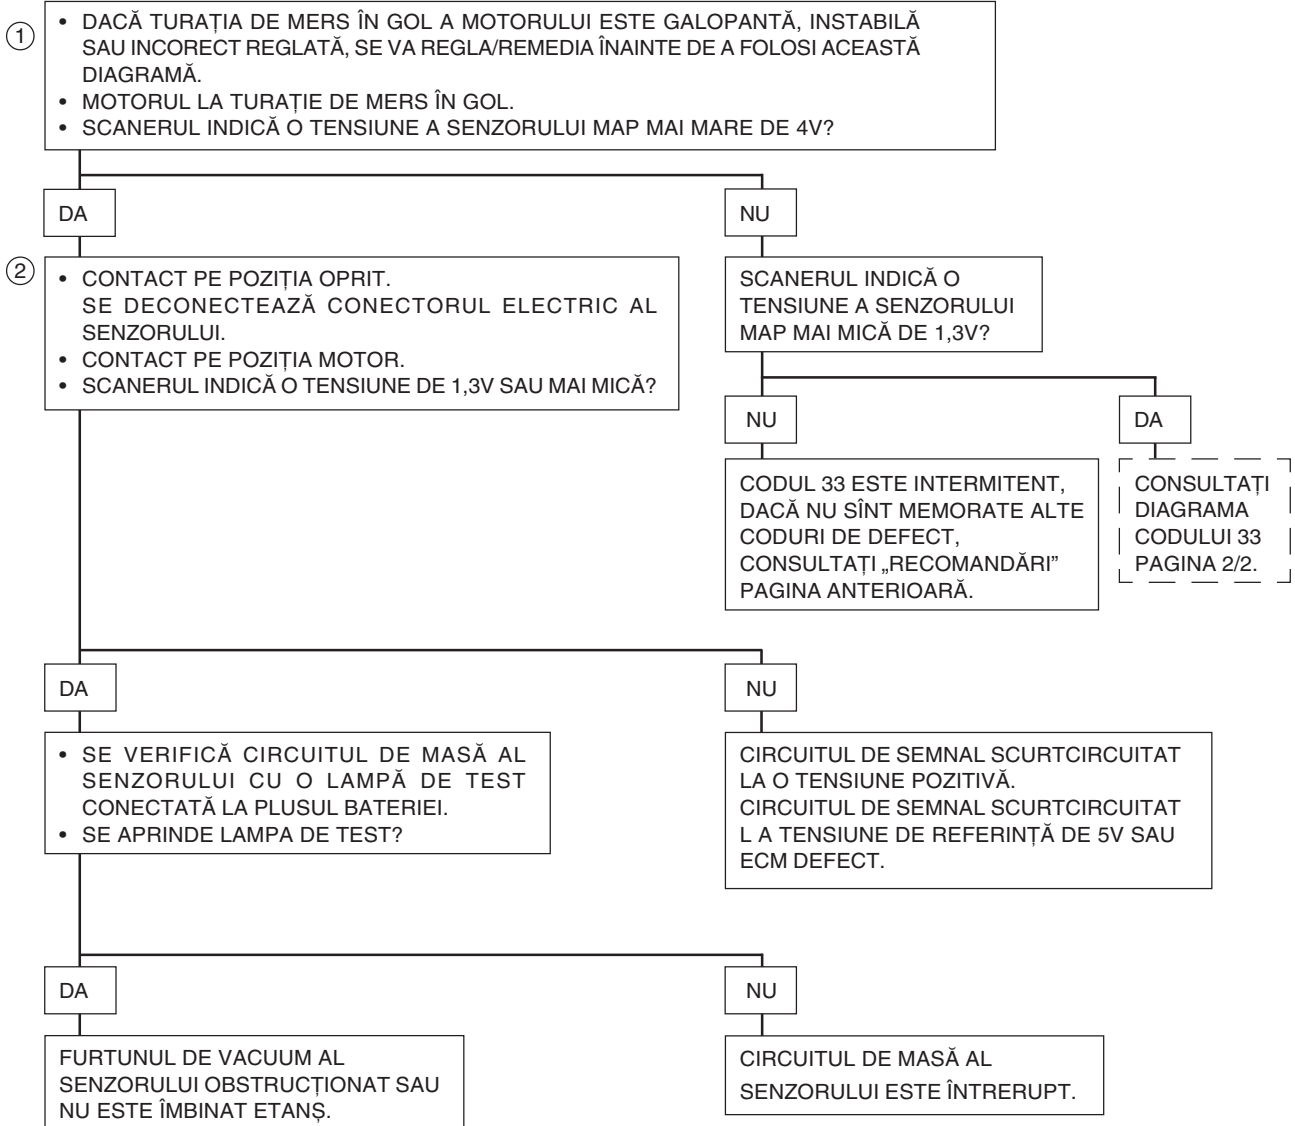 1
• DACĂ TURAȚIA DE MERS ÎN GOL A MOTORULUI ESTE GALOPANTĂ, INSTABILĂ
SAU INCORECT REGLATĂ, SE VA REGLA/REMEDIA ÎNAINTE DE A FOLOSI ACEASTĂ
DIAGRAMĂ.
• MOTORUL LA TURAȚIE DE MERS ÎN GOL.
• SCANERUL INDICĂ O TENSIUNE A SENZORULUI MAP MAI MARE DE 4V?
DA
NU
2
• CONTACT PE POZIȚIA OPRIT.
SE DECONECTEAZĂ CONECTORUL ELECTRIC AL
SENZORULUI.
• CONTACT PE POZIȚIA MOTOR.
• SCANERUL INDICĂ O TENSIUNE DE 1,3V SAU MAI MICĂ?
SCANERUL INDICĂ O
TENSIUNE A SENZORULUI
MAP MAI MICĂ DE 1,3V?
NU
DA
CODUL 33 ESTE INTERMITENT,
DACĂ NU SÎNT MEMORATE ALTE
CODURI DE DEFECT,
CONSULTAȚI „RECOMANDĂRI”
PAGINA ANTERIOARĂ.
CONSULTAȚI
DIAGRAMA
CODULUI 33
PAGINA 2/2.
DA
NU
• SE VERIFICĂ CIRCUITUL DE MASĂ AL
SENZORULUI CU O LAMPĂ DE TEST
CONECTATĂ LA PLUSUL BATERIEI.
• SE APRINDE LAMPA DE TEST?
CIRCUITUL DE SEMNAL SCURTCIRCUITAT
LA O TENSIUNE POZITIVĂ.
CIRCUITUL DE SEMNAL SCURTCIRCUITAT
L A TENSIUNE DE REFERINȚĂ DE 5V SAU
ECM DEFECT.
DA
NU
FURTUNUL DE VACUUM AL
SENZORULUI OBSTRUCȚIONAT SAU
NU ESTE ÎMBINAT ETANȘ.
CIRCUITUL DE MASĂ AL
SENZORULUI ESTE ÎNTRERUPT.